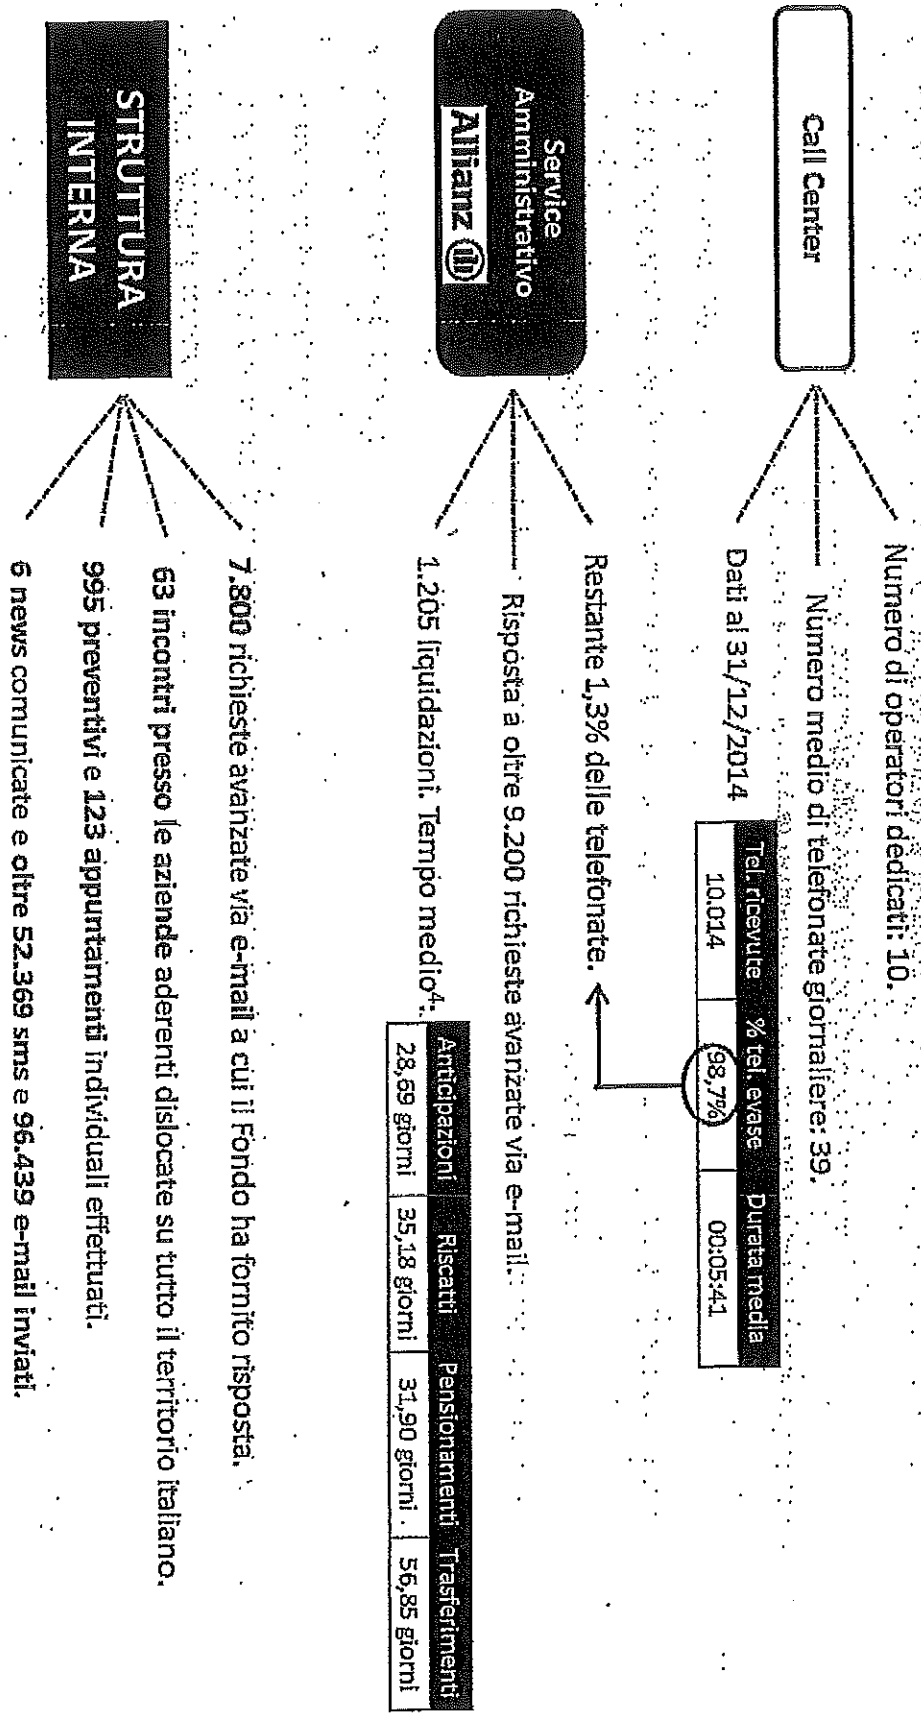 Call Center
Numero di operatori dedicati: 10.
Numero medio di telefonate giornaliere: 39.
Dati al 31/12/2014
Tel. ricevute % tel. evase Durata media
10.014 98,7% 00:05:41
Service
Amministrativo
Allianz
Restante 1,3% delle telefonate.
Risposta a oltre 9.200 richieste avanzate via e-mail.
1.205 liquidazioni. Tempo medio⁴:
Anticipazioni Riscatti Pensionamenti Trasferimenti
28,69 giorni 35,18 giorni 31,90 giorni 56,85 giorni
STRUTTURA
INTERNA
7.800 richieste avanzate via e-mail a cui il Fondo ha fornito risposta.
63 incontri presso le aziende aderenti dislocate su tutto il territorio italiano.
995 preventivi e 123 appuntamenti individuali effettuati.
6 news comunicate e oltre 52.369 sms e 96.439 e-mail inviati.